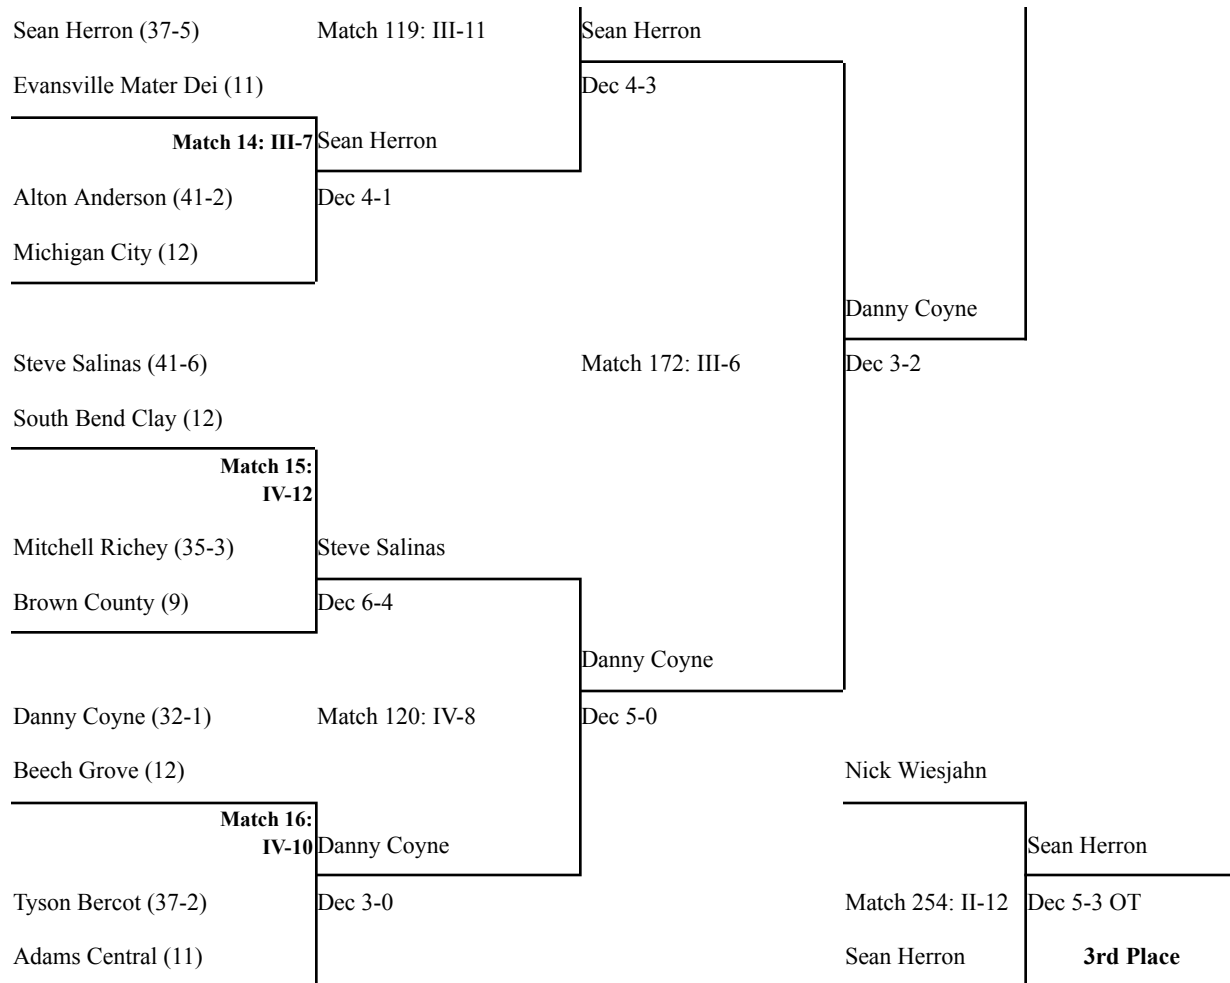 Sean Herron (37-5) Match 119: III-11 Sean Herron
Evansville Mater Dei (11) Dec 4-3
Match 14: III-7 Sean Herron
Alton Anderson (41-2) Dec 4-1
Michigan City (12)
Danny Coyne
Steve Salinas (41-6) Match 172: III-6 Dec 3-2
South Bend Clay (12)
Match 15:
IV-12
Mitchell Richey (35-3) Steve Salinas
Brown County (9) Dec 6-4
Danny Coyne
Danny Coyne (32-1) Match 120: IV-8 Dec 5-0
Beech Grove (12) Nick Wiesjahn
Match 16:
IV-10 Danny Coyne Sean Herron
Tyson Bercot (37-2) Dec 3-0 Match 254: II-12 Dec 5-3 OT
Adams Central (11) Sean Herron 3rd Place